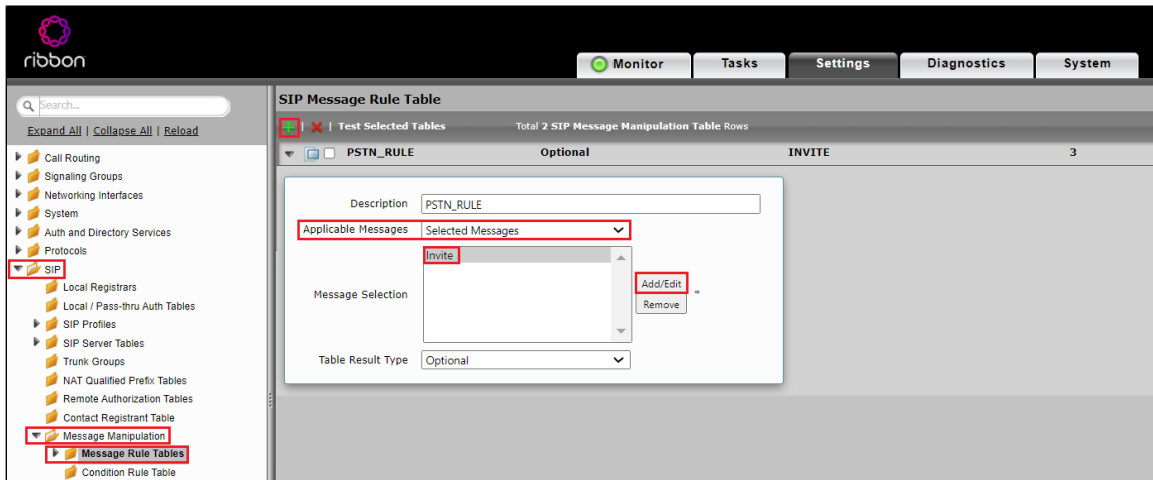 ribbon
Monitor
Tasks
Settings
Diagnostics
System
Search...
Expand All | Collapse All | Reload
Call Routing
Signaling Groups
Networking Interfaces
System
Auth and Directory Services
Protocols
SIP
Local Registrars
Local / Pass-thru Auth Tables
SIP Profiles
SIP Server Tables
Trunk Groups
NAT Qualified Prefix Tables
Remote Authorization Tables
Contact Registrant Table
Message Manipulation
Message Rule Tables
Condition Rule Table
SIP Message Rule Table
| Test Selected Tables Total 2 SIP Message Manipulation Table Rows
PSTN_RULE Optional INVITE 3
Description PSTN_RULE
Applicable Messages Selected Messages
Invite
Message Selection
Add/Edit *
Remove
Table Result Type Optional